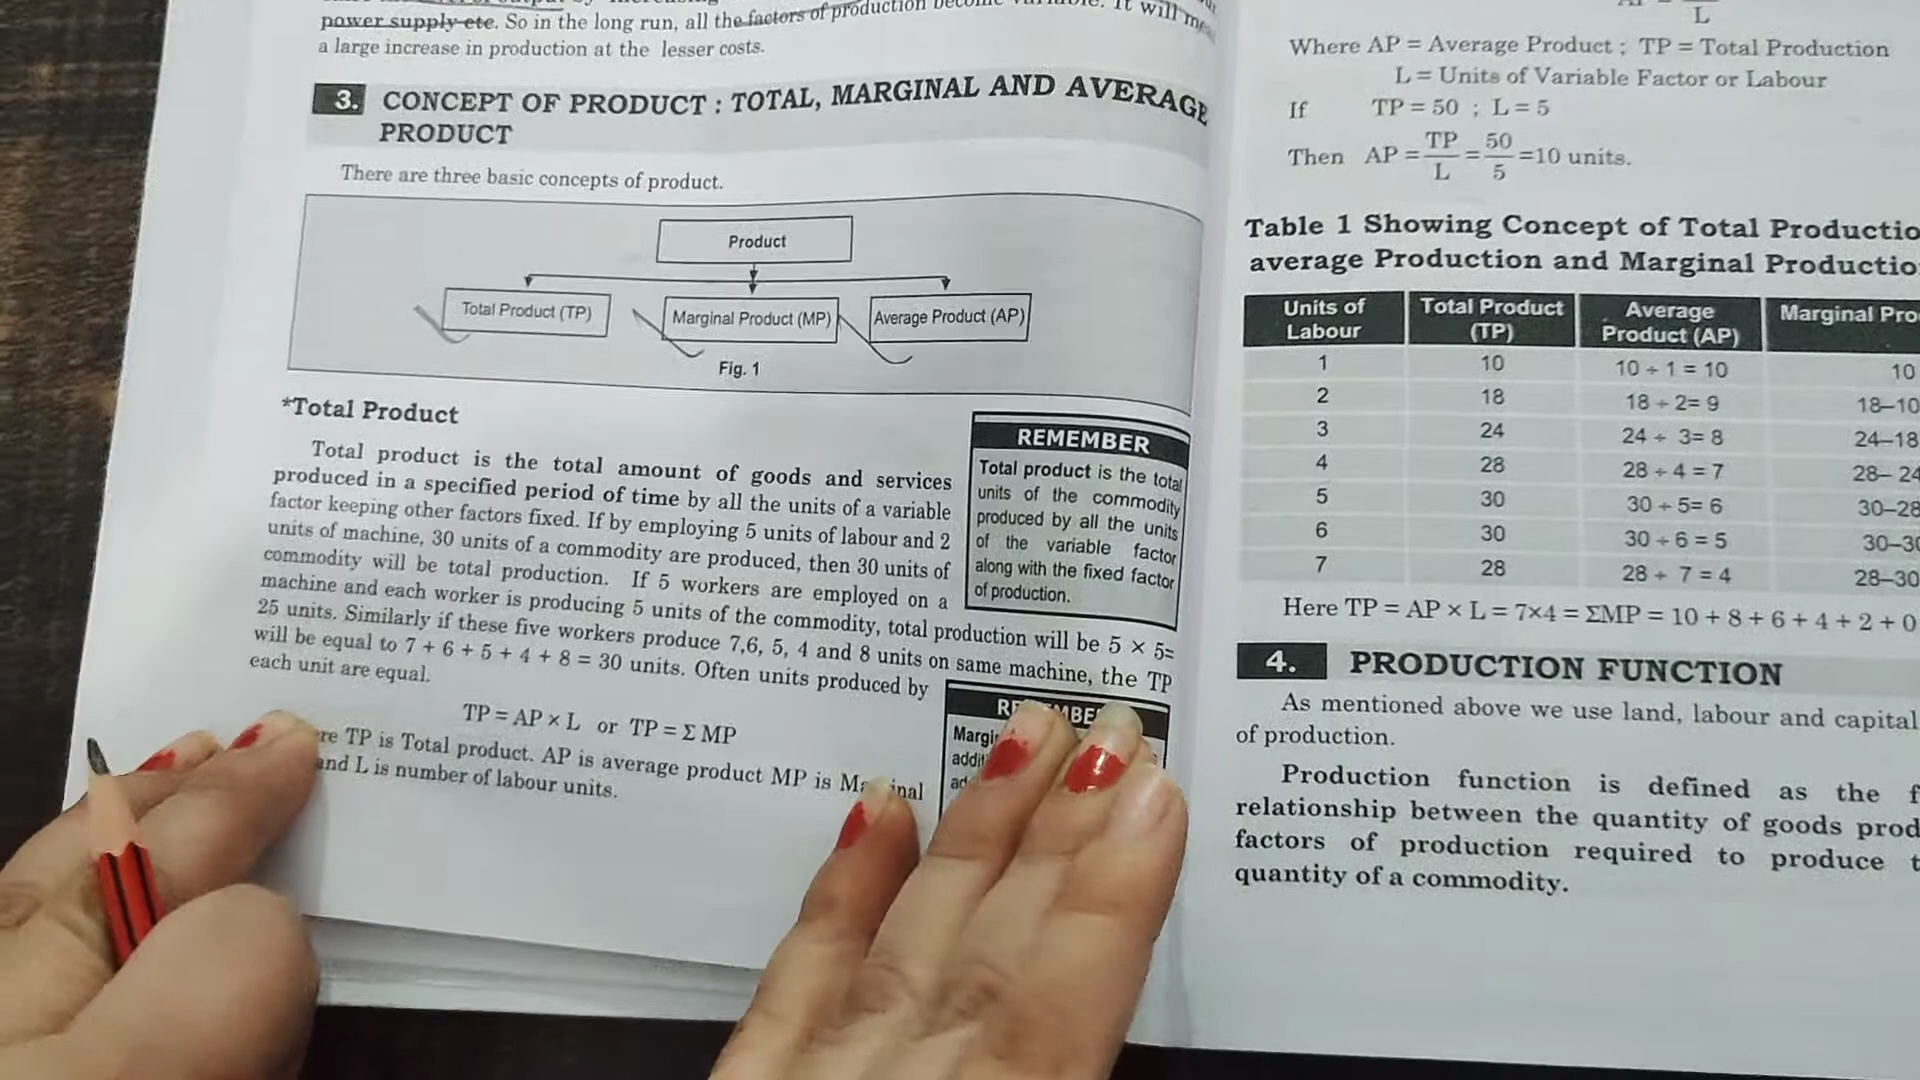 power supply etc. So in the long run, all the factors of production become variable. It will
a large increase in production at the lesser costs.
3. CONCEPT OF PRODUCT : TOTAL, MARGINAL AND AVERAGE
PRODUCT
There are three basic concepts of product.
Product
Total Product (TP)
Marginal Product (MP)
Average Product (AP)
Fig. 1
*Total Product
Total product is the total amount of goods and services
produced in a specified period of time by all the units of a variable
factor keeping other factors fixed. If by employing 5 units of labour and 2
units of machine, 30 units of a commodity are produced, then 30 units of
commodity will be total production. If 5 workers are employed on a
machine and each worker is producing 5 units of the commodity, total production will be 5 × 5=
25 units. Similarly if these five workers produce 7,6, 5, 4 and 8 units on same machine, the TP
will be equal to 7 + 6 + 5 + 4 + 8 = 30 units. Often units produced by
each unit are equal.
TP = AP × L or TP = Σ MP
TP is Total product. AP is average product MP is
and L is number of labour units.
REMEMBER
Total product is the total
units of the commodity
produced by all the units
of the variable factor
along with the fixed factor
of production.
L
Where AP = Average Product ; TP = Total Production
L = Units of Variable Factor or Labour
If TP = 50 ; L = 5
Then AP = TP/L = 50/5 =10 units.
Table 1 Showing Concept of Total
average Production and Marginal
Units of Labour Total Product (TP) Average Product (AP) Marginal
1 10 10 ÷ 1 = 10 10
2 18 18 ÷ 2= 9 18–10
3 24 24 ÷ 3= 8 24–18
4 28 28 ÷ 4 = 7 28– 24
5 30 30 ÷ 5= 6 30–28
6 30 30 ÷ 6 = 5 30–30
7 28 28 ÷ 7 = 4 28–30
Here TP = AP × L = 7×4 = ΣMP = 10 + 8 + 6 + 4 + 2 + 0
4. PRODUCTION FUNCTION
As mentioned above we use land, labour and capital
of production.
Production function is defined as the
relationship between the quantity of goods
factors of production required to produce
quantity of a commodity.